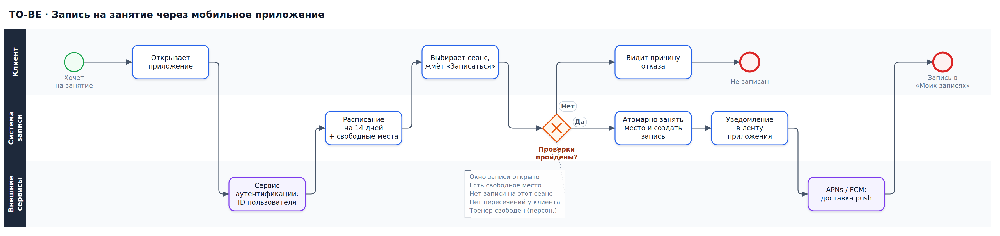 TO-BE · Запись на занятие через мобильное приложение
Клиент
Хочет
на занятие
Открывает
приложение
Выбирает сеанс,
жмёт «Записаться»
Видит причину
отказа
Не записан
Запись в
«Моих записях»
Система
записи
Расписание
на 14 дней
+ свободные места
Нет
Да
Проверки
пройдены?
Атомарно занять
место и создать
запись
Уведомление
в ленту
приложения
Внешние
сервисы
Сервис
аутентификации:
ID пользователя
Окно записи открыто
Есть свободное место
Нет записи на этот сеанс
Нет пересечений у клиента
Тренер свободен (персон.)
APNs / FCM:
доставка push